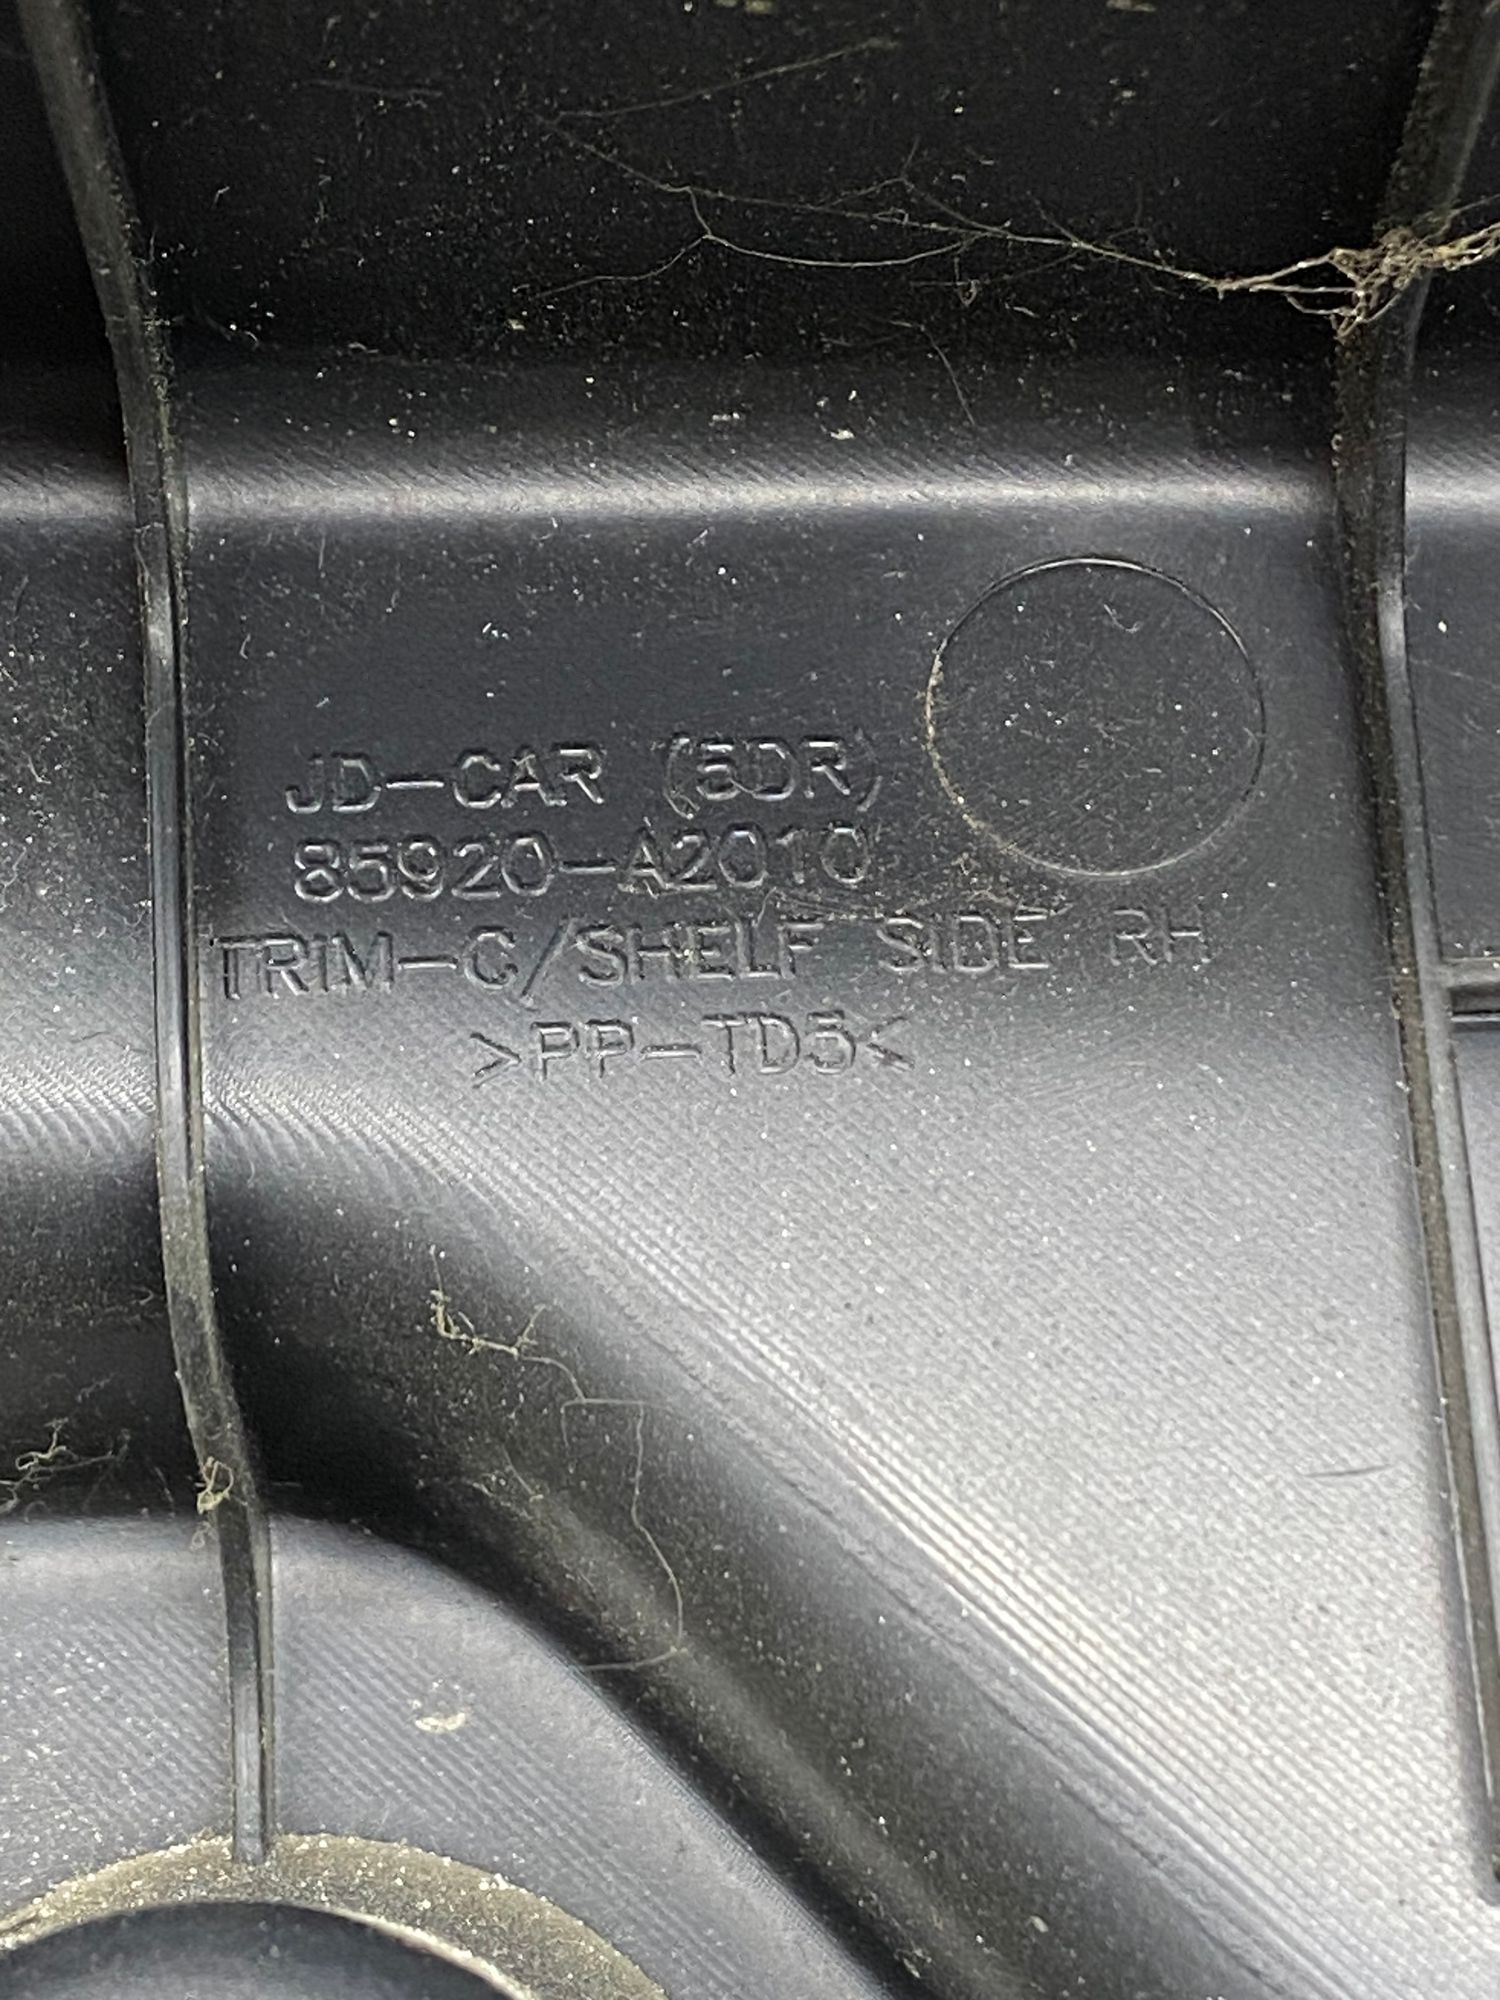 JD-CAR (5DR)
85920-A2010
TRIM-C/SHELF SIDE RH
>PP-TD5<